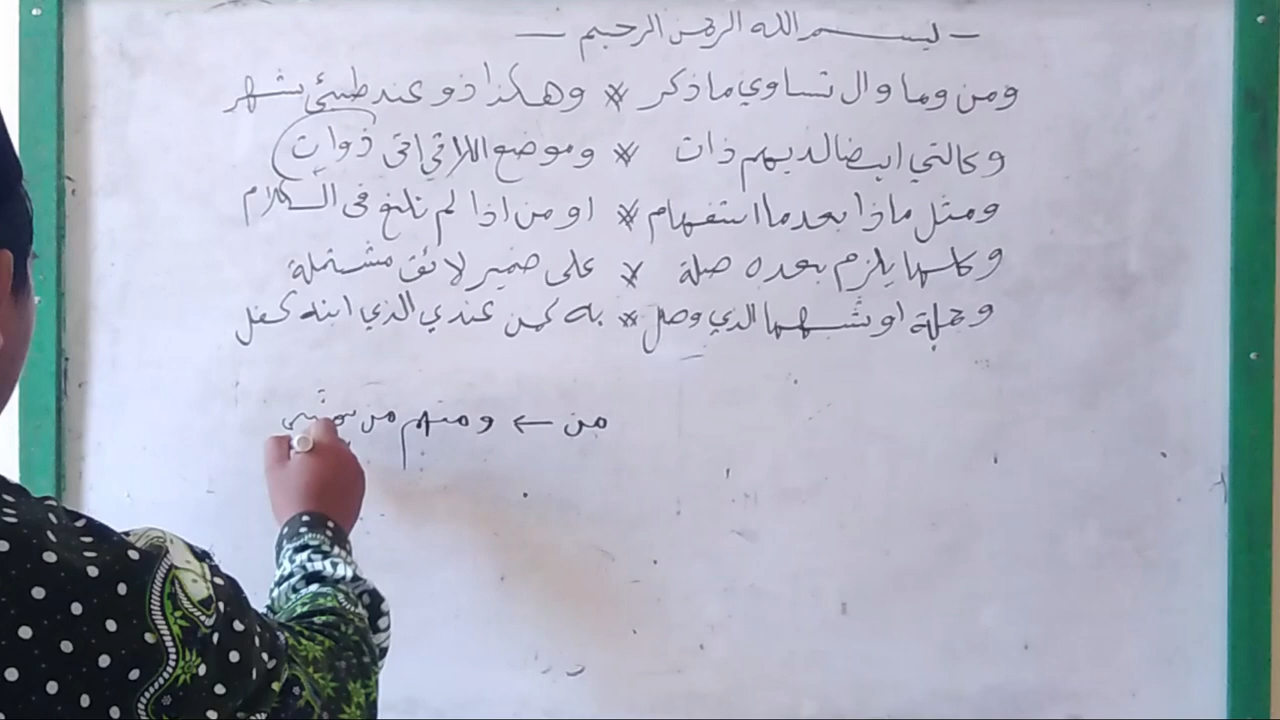 — بسم الله الرحمن الرحيم —
ومن وما وال تساوي ما ذكر * وهكذا ذو عند طيئ شهر
وكالتي ايضا لديهم ذات * وموضع اللاتي اتى ذوات
ومثل ماذا بعد ما استفهام * او من اذا لم تلغ فى الكلام
وكلها يلزم بعده صلة * على ضمير لائق مشتملة
وجملة او شبهها الذي وصل * به كمن عندي الذي ابنه كفل
من ← ومنهم من يمشي